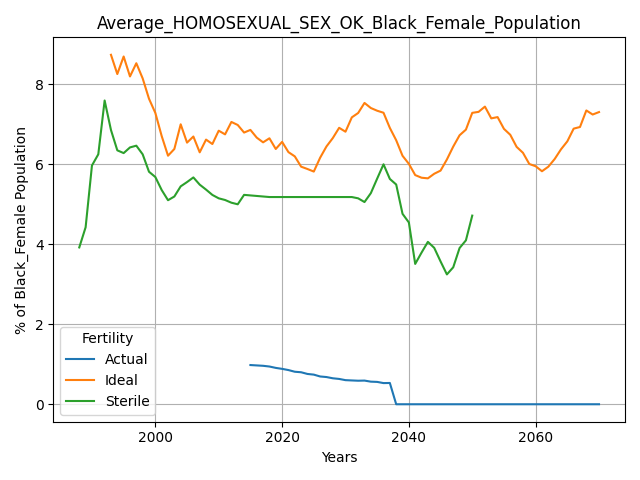 Average_HOMOSEXUAL_SEX_OK_Black_Female_Population
% of Black_Female Population
8
6
4
2
0
Fertility
Actual
Ideal
Sterile
2000
2020
2040
2060
Years